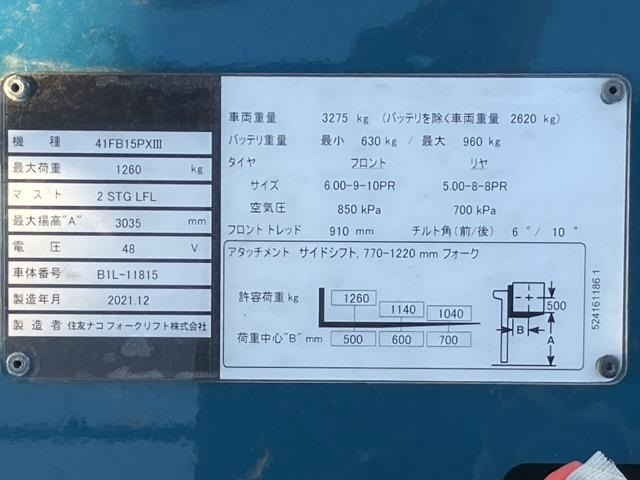 機 種 41FB15PXⅢ
最大荷重 1260 kg
マスト 2 STG LFL
最大揚高"A" 3035 mm
電圧 48 V
車体番号 B1L-11815
製造年月 2021.12
製造者 住友ナコ フォークリフト株式会社
車両重量 3275 kg (バッテリを除く車両重量 2620 kg)
バッテリ重量 最小 630 kg / 最大 960 kg
タイヤ フロント リヤ
サイズ 6.00-9-10PR 5.00-8-8PR
空気圧 850 kPa 700 kPa
フロントトレッド 910 mm チルト角(前/後) 6°/ 10°
アタッチメント サイドシフト, 770-1220 mm フォーク
許容荷重 kg 1260 1140 1040
荷重中心"B" mm 500 600 700
500
B
A
524161186 1